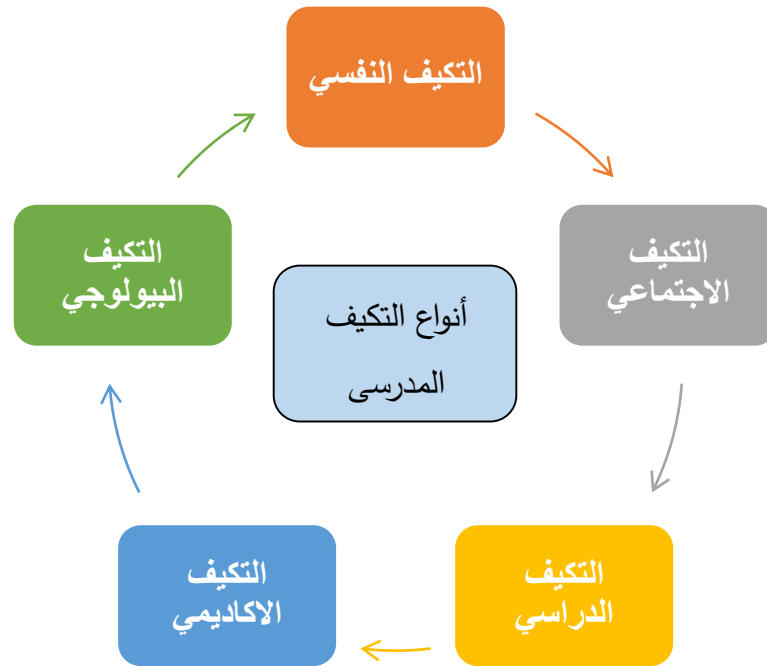 التكيف النفسي
التكيف
الاجتماعي
التكيف
الدراسي
التكيف
الاكاديمي
التكيف
البيولوجي
أنواع التكيف
المدرسى